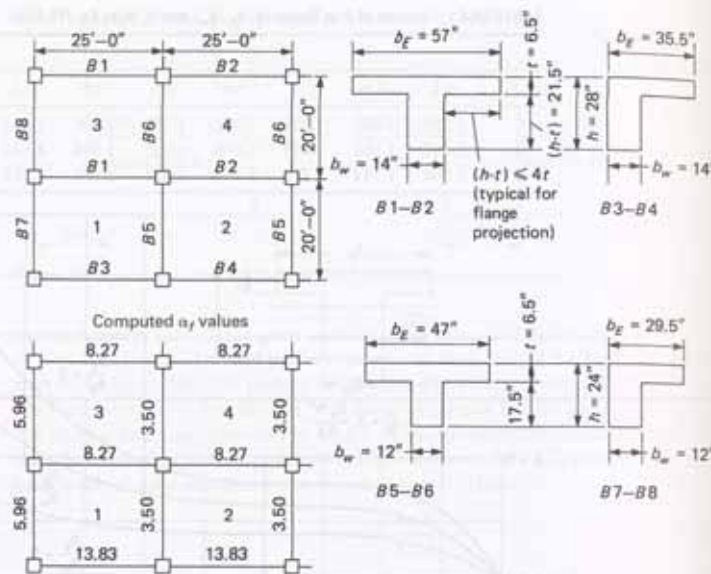 25'–0" 25'–0"
B1 B2
B8 3 B6 4 B6 20'–0"
B1 B2
B7 1 B5 2 B5 20'–0"
B3 B4
b_E = 57"
t = 6.5"
(h-t) = 21.5"
b_w = 14"
(h-t) ⩽ 4t
(typical for
flange
projection)
B1–B2
b_E = 35.5"
h = 28"
b_w = 14"
B3–B4
Computed α_f values
8.27 8.27
5.96 3 3.50 4 3.50
8.27 8.27
5.96 1 3.50 2 3.50
13.83 13.83
b_E = 47"
t = 6.5"
17.5"
b_w = 12"
B5–B6
b_E = 29.5"
h = 24"
b_w = 12"
B7–B8